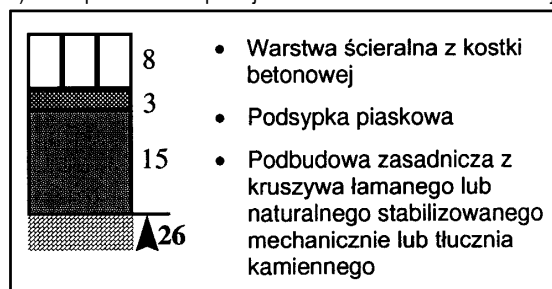 8
3
15
26
• Warstwa ścieralna z kostki
betonowej
• Podsypka piaskowa
• Podbudowa zasadnicza z
kruszywa łamanego lub
naturalnego stabilizowanego
mechanicznie lub tłucznia
kamiennego